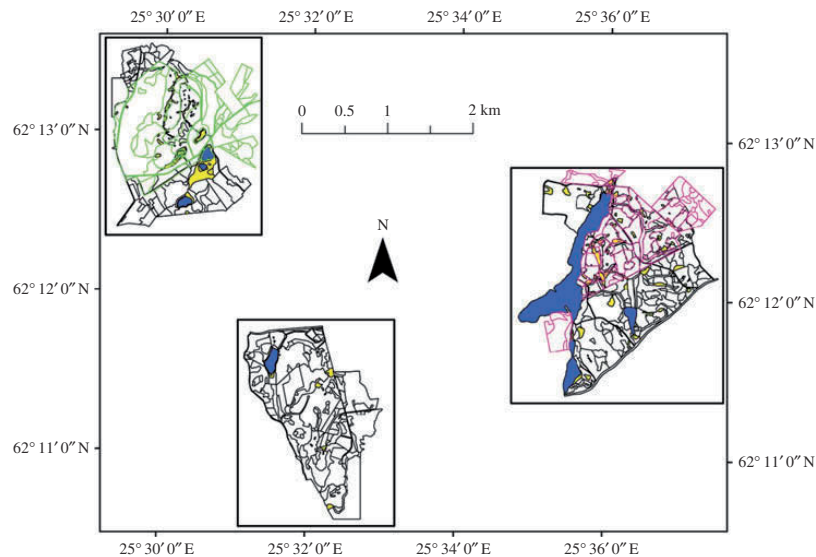 25° 30′ 0″ E 25° 32′ 0″ E 25° 34′ 0″ E 25° 36′ 0″ E
0 0.5 1 2 km
62° 13′ 0″ N 62° 13′ 0″ N
N
62° 12′ 0″ N 62° 12′ 0″ N
62° 11′ 0″ N 62° 11′ 0″ N
25° 30′ 0″ E 25° 32′ 0″ E 25° 34′ 0″ E 25° 36′ 0″ E